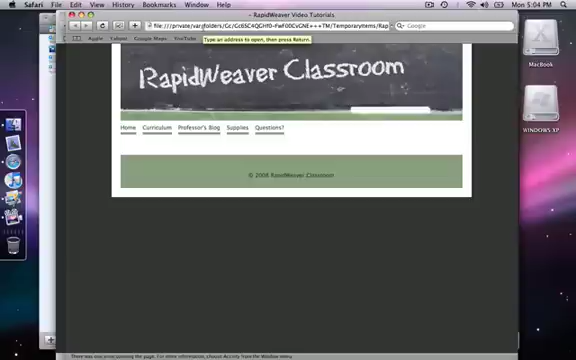 Safari File Edit View History Bookmarks Window Help
Mon 5:04 PM
RapidWeaver Video Tutorials
Google
Type an address to open, then press Return.
Apple Yahoo! Google Maps YouTube
MacBook
WINDOWS XP
RapidWeaver Classroom
Home Curriculum Professor's Blog Supplies Questions?
© 2008 RapidWeaver Classroom